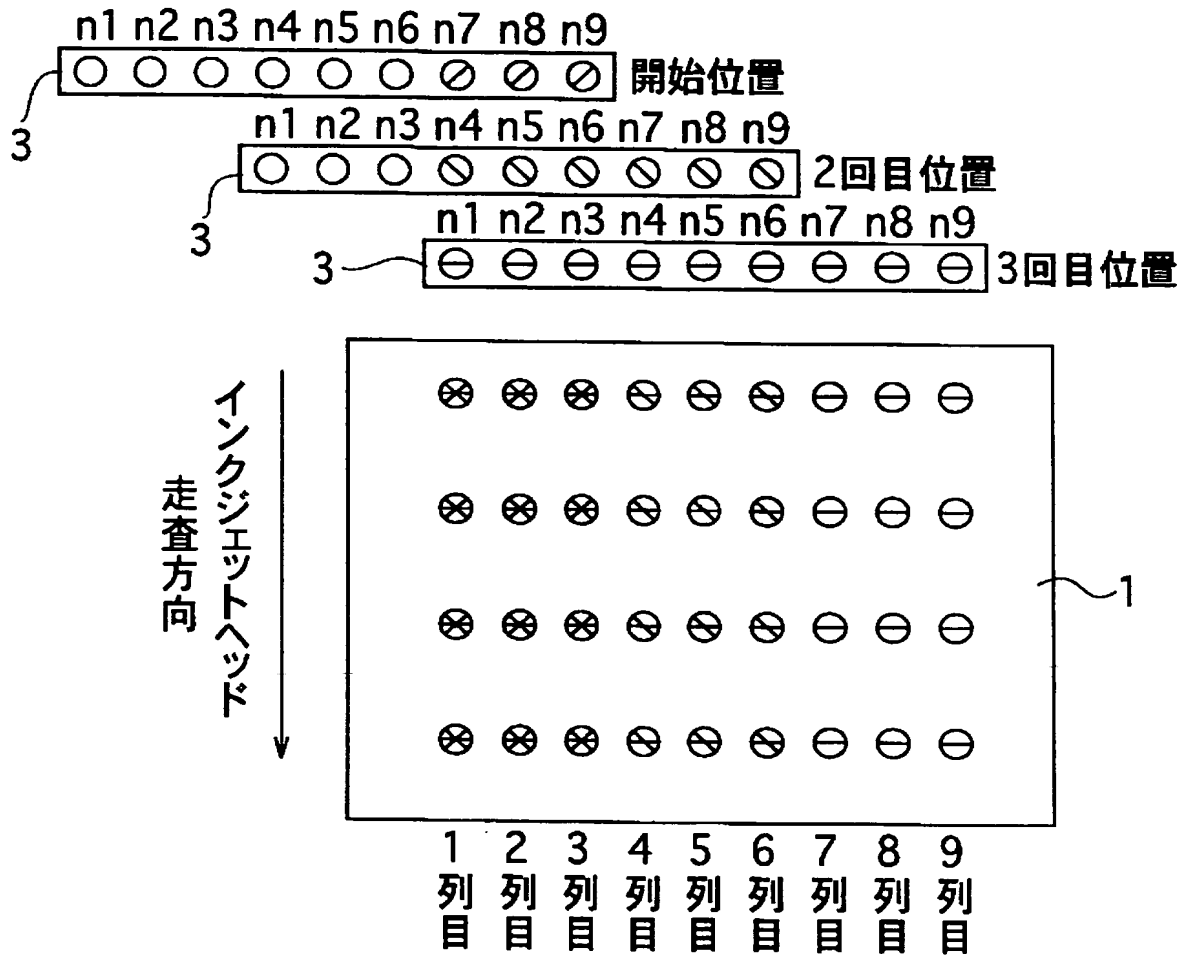 n1 n2 n3 n4 n5 n6 n7 n8 n9
3
開始位置
n1 n2 n3 n4 n5 n6 n7 n8 n9
3
2回目位置
n1 n2 n3 n4 n5 n6 n7 n8 n9
3
3回目位置
インクジェットヘッド
走査方向
1
1列目 2列目 3列目 4列目 5列目 6列目 7列目 8列目 9列目